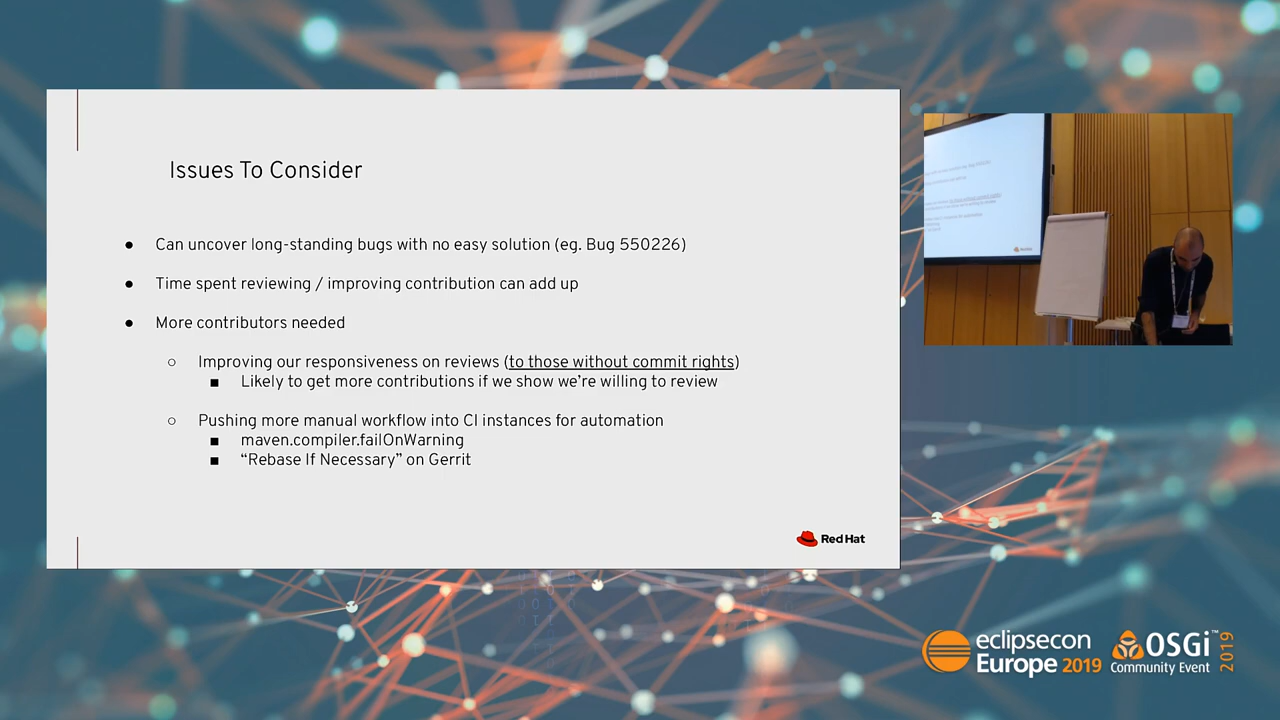 Issues To Consider
● Can uncover long-standing bugs with no easy solution (eg. Bug 550226)
● Time spent reviewing / improving contribution can add up
● More contributors needed
○ Improving our responsiveness on reviews (to those without commit rights)
■ Likely to get more contributions if we show we’re willing to review
○ Pushing more manual workflow into CI instances for automation
■ maven.compiler.failOnWarning
■ “Rebase If Necessary” on Gerrit
Red Hat
eclipsecon
Europe 2019
OSGi™
Community Event
2019